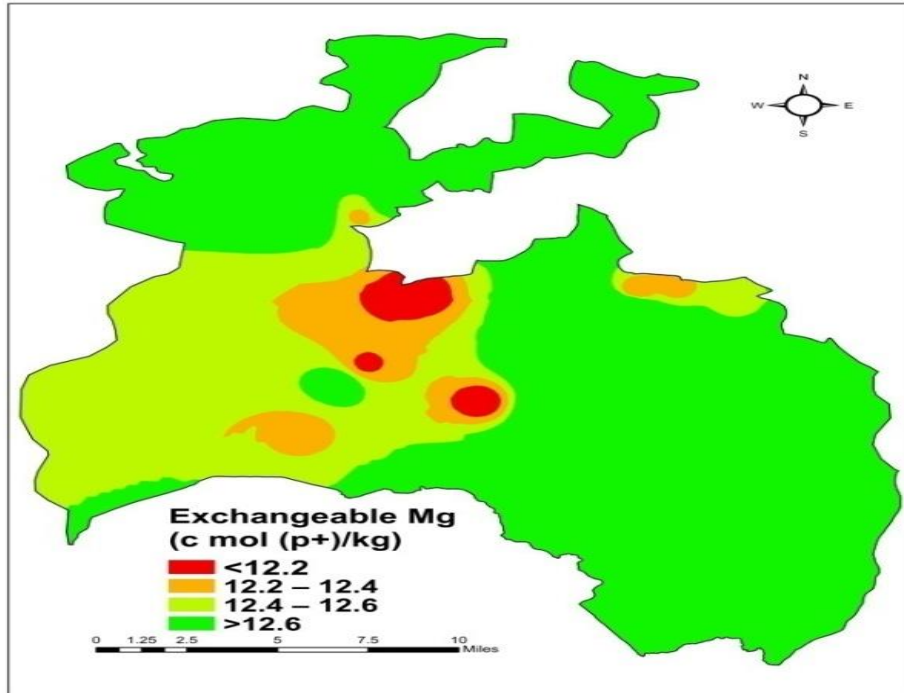 N
W E
S
Exchangeable Mg
(c mol (p+)/kg)
<12.2
12.2 – 12.4
12.4 – 12.6
>12.6
0 1.25 2.5 5 7.5 10
Miles